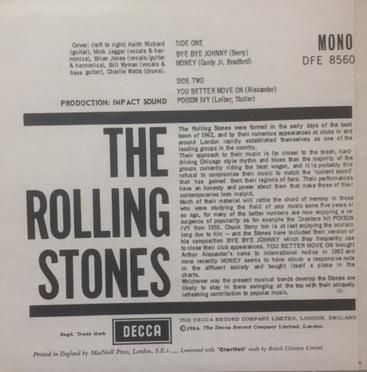 Cover: (left to right) Keith Richard
(guitar), Mick Jagger (vocals & har-
monica), Brian Jones (vocals/guitar
& harmonica), Bill Wyman (vocals &
bass guitar), Charlie Watts (drums).
PRODUCTION: IMPACT SOUND
SIDE ONE
BYE BYE JOHNNY (Berry)
MONEY (Gordy Jr. Bradford)
SIDE TWO
YOU BETTER MOVE ON (Alexander)
POISON IVY (Leiber, Stoller)
MONO
DFE 8560
THE
ROLLING
STONES
The Rolling Stones were formed in the early days of the beat
boom of 1962, and by their numerous appearances at clubs in and
around London rapidly established themselves as one of the
leading groups in the country.
Their approach to their music is far closer to the brash, hard-
driving Chicago style rhythm and blues than the majority of the
groups currently riding the beat wagon, and it is probably this
refusal to compromise their music to match the 'current sound'
that has gained them their legions of fans. Their performances
have an honesty and power about them that make those of their
contemporaries look insipid.
Much of their material will rattle the chord of memory in those
who were studying the field of pop music some five years or
so ago, for many of the better numbers are now enjoying a re-
surgence of popularity as for example the Coasters hit POISON
IVY from 1959. Chuck Berry too is at last enjoying the acclaim
long due to him — and the Stones have included their version of
his composition BYE BYE JOHNNY which they frequently use
to close their club appearances. YOU BETTER MOVE ON brought
Arthur Alexander's name to international notice in 1962 and
more recently MONEY seems to have struck a responsive note
in the affluent society and bought itself a place in the
charts.
Whichever way the present musical trends develop the Stones are
likely to stay in there swinging at the top with their uniquely
refreshing contribution to popular music.
Regd. Trade Mark
DECCA
THE DECCA RECORD COMPANY LIMITED, LONDON, ENGLAND
©1964, The Decca Record Company Limited, London.
Printed in England by MacNeill Press, London, S.E.1. Laminated with "Clarifoil" made by British Celanese Limited